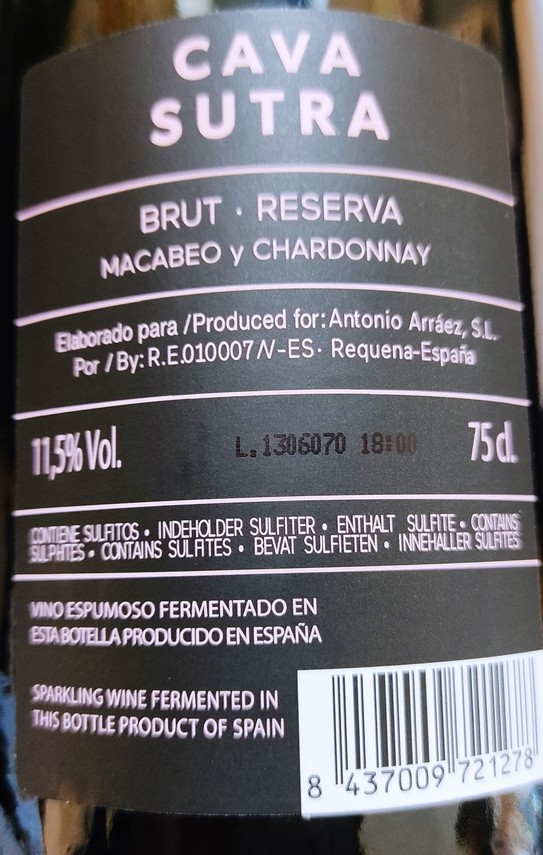 CAVA
SUTRA
BRUT · RESERVA
MACABEO y CHARDONNAY
Elaborado para /Produced for: Antonio Arráez, S.L.
Por / By: R.E.010007/V-ES · Requena-España
11,5% Vol.
L.1306070 18:00
75 cl.
CONTIENE SULFITOS • INDEHOLDER SULFITER • ENTHALT SULFITE • CONTAINS
SULPHITES • CONTAINS SULFITES • BEVAT SULFIETEN • INNEHALLER SULFITES
VINO ESPUMOSO FERMENTADO EN
ESTA BOTELLA PRODUCIDO EN ESPAÑA
SPARKLING WINE FERMENTED IN
THIS BOTTLE PRODUCT OF SPAIN
8 437009 721278